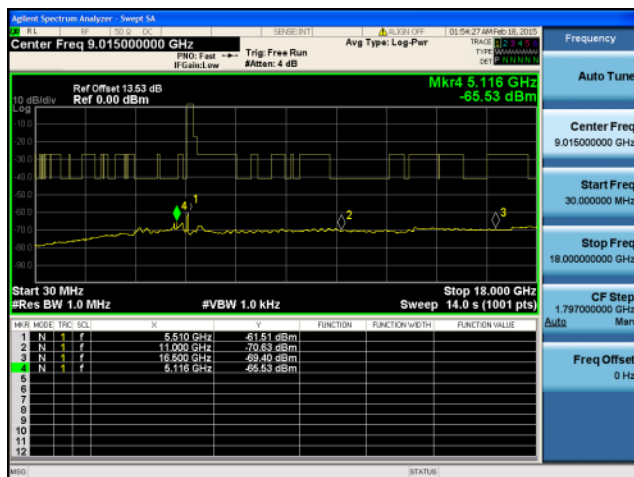 Agilent Spectrum Analyzer - Swept SA
RL RF 50 Ω DC SENSE:INT ALIGN OFF 01:54:27 AM Feb 18, 2015
Center Freq 9.015000000 GHz Avg Type: Log-Pwr TRACE 1 2 3 4 5 6
PNO: Fast Trig: Free Run TYPE
IFGain:Low #Atten: 4 dB DET P N N N N N
Mkr4 5.116 GHz
-65.53 dBm
Ref Offset 13.53 dB
10 dB/div Ref 0.00 dBm
Log
-10.0
-20.0
-30.0
-40.0
-50.0
-60.0
-70.0
-80.0
-90.0
4 1 2 3
Start 30 MHz Stop 18.000 GHz
#Res BW 1.0 MHz #VBW 1.0 kHz Sweep 14.0 s (1001 pts)
MKR MODE TRC SCL X Y FUNCTION FUNCTION WIDTH FUNCTION VALUE
1 N 1 f 5.510 GHz -61.51 dBm
2 N 1 f 11.000 GHz -70.63 dBm
3 N 1 f 16.500 GHz -69.40 dBm
4 N 1 f 5.116 GHz -65.53 dBm
5
6
7
8
9
10
11
12
MSG STATUS
Frequency
Auto Tune
Center Freq
9.015000000 GHz
Start Freq
30.000000 MHz
Stop Freq
18.000000000 GHz
CF Step
1.797000000 GHz
Auto Man
Freq Offset
0 Hz